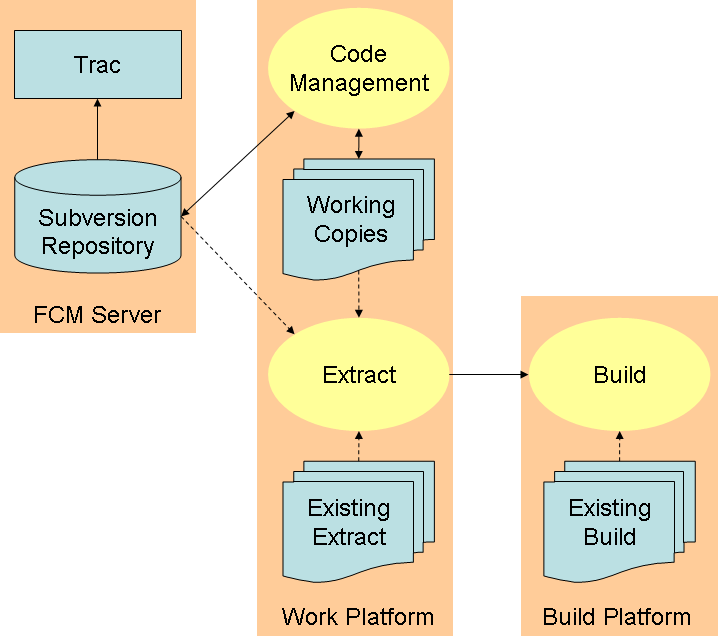 Trac
Subversion
Repository
FCM Server
Code
Management
Working
Copies
Extract
Existing
Extract
Work Platform
Build
Existing
Build
Build Platform